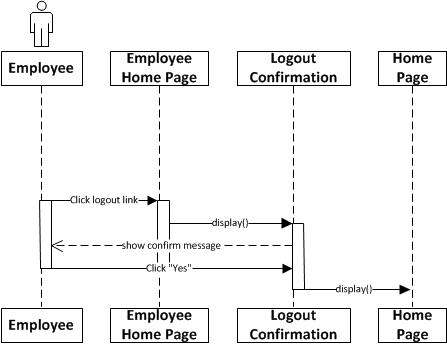 Employee
Employee
Home Page
Logout
Confirmation
Home
Page
Click logout link
display()
show confirm message
Click "Yes"
display()
Employee
Employee
Home Page
Logout
Confirmation
Home
Page